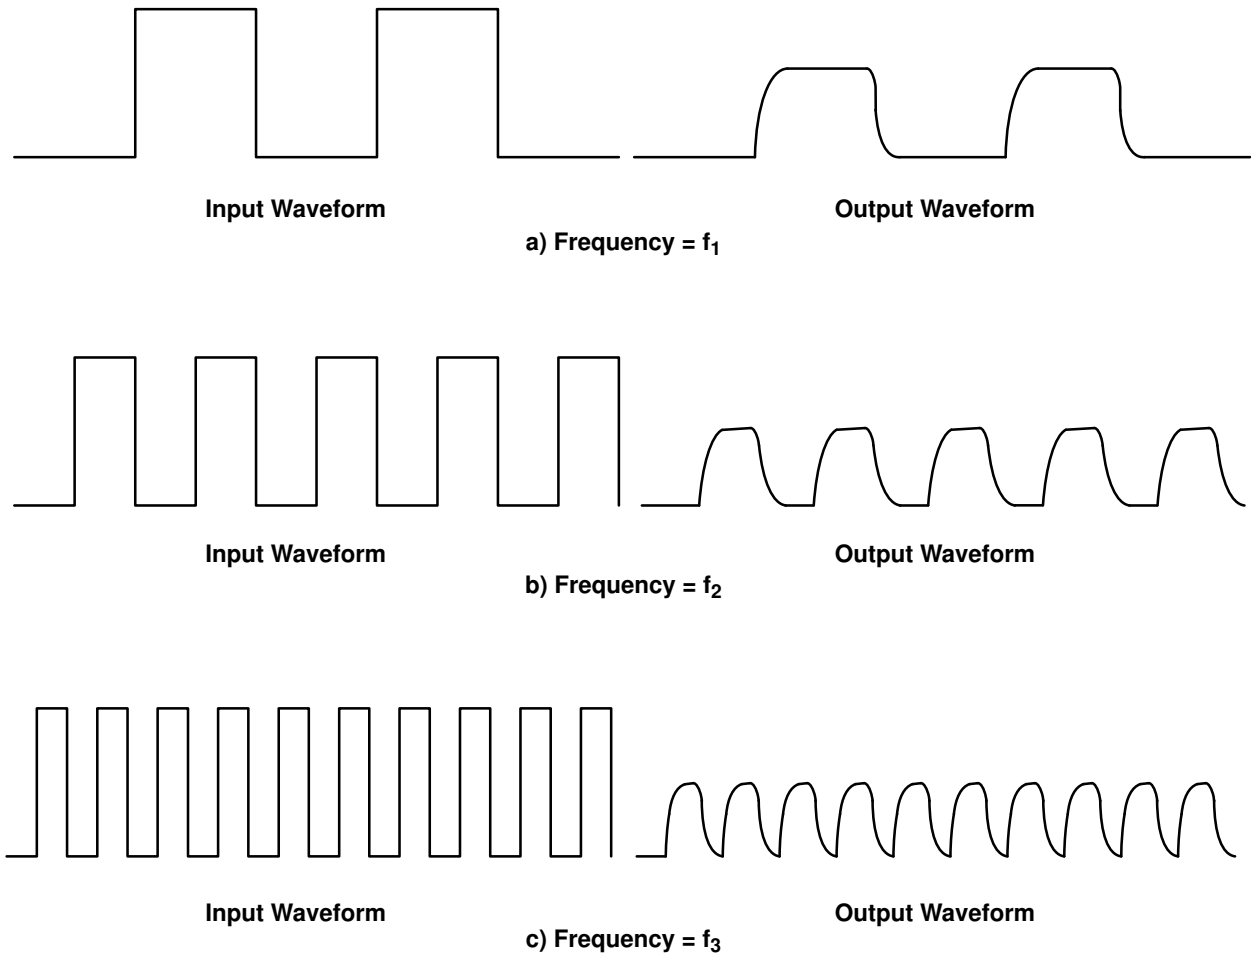 Input Waveform
Output Waveform
a) Frequency = f1
Input Waveform
Output Waveform
b) Frequency = f2
Input Waveform
Output Waveform
c) Frequency = f3